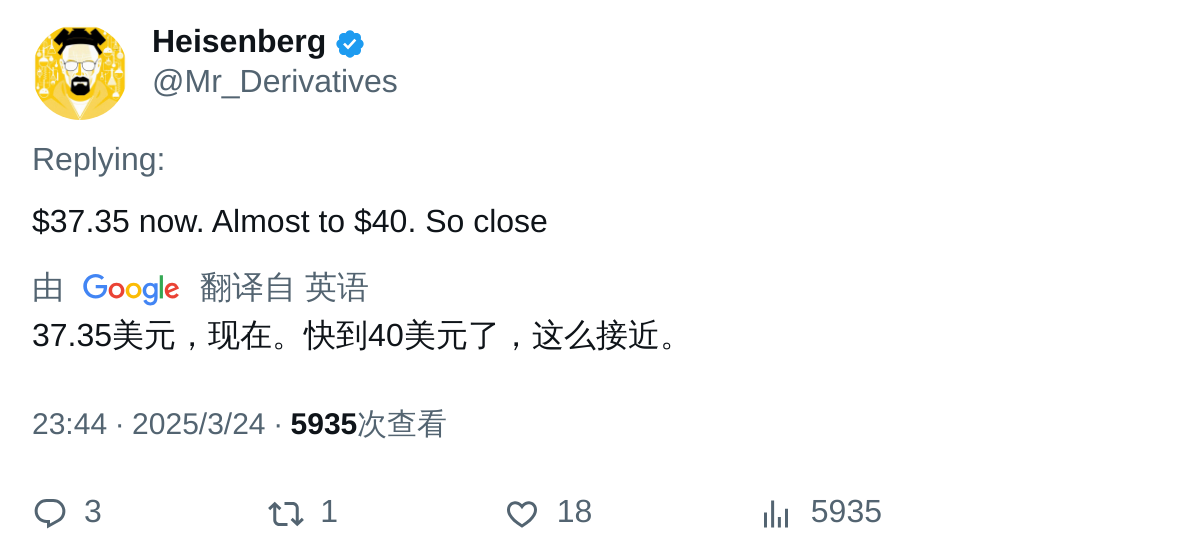 Heisenberg
@Mr_Derivatives
Replying:
$37.35 now. Almost to $40. So close
由 Google 翻译自 英语
37.35美元，现在。快到40美元了，这么接近。
23:44 · 2025/3/24 · 5935次查看
3 1 18 5935